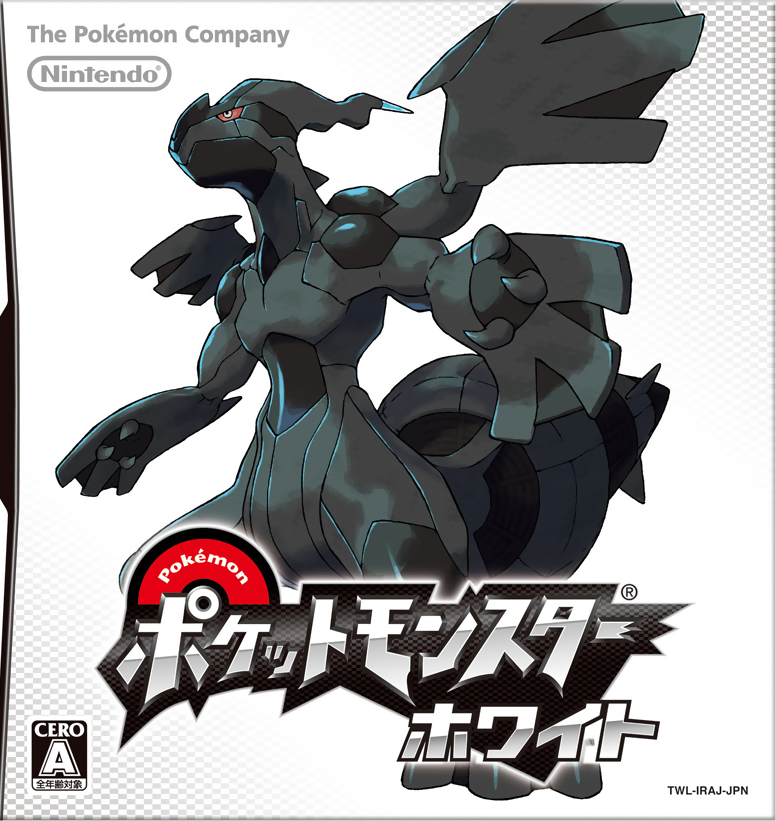 The Pokémon Company
Nintendo®
Pokémon
ポケットモンスター®
ホワイト
CERO
A
全年齢対象
TWL-IRAJ-JPN